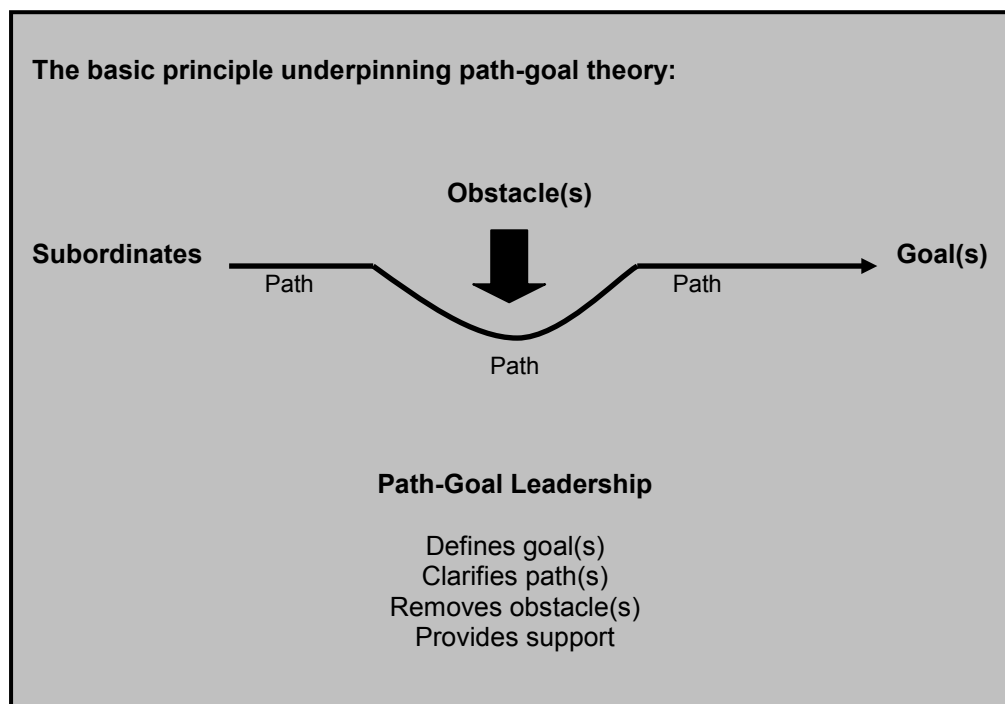 The basic principle underpinning path-goal theory:
Obstacle(s)
Subordinates
Goal(s)
Path
Path
Path
Path-Goal Leadership
Defines goal(s)
Clarifies path(s)
Removes obstacle(s)
Provides support